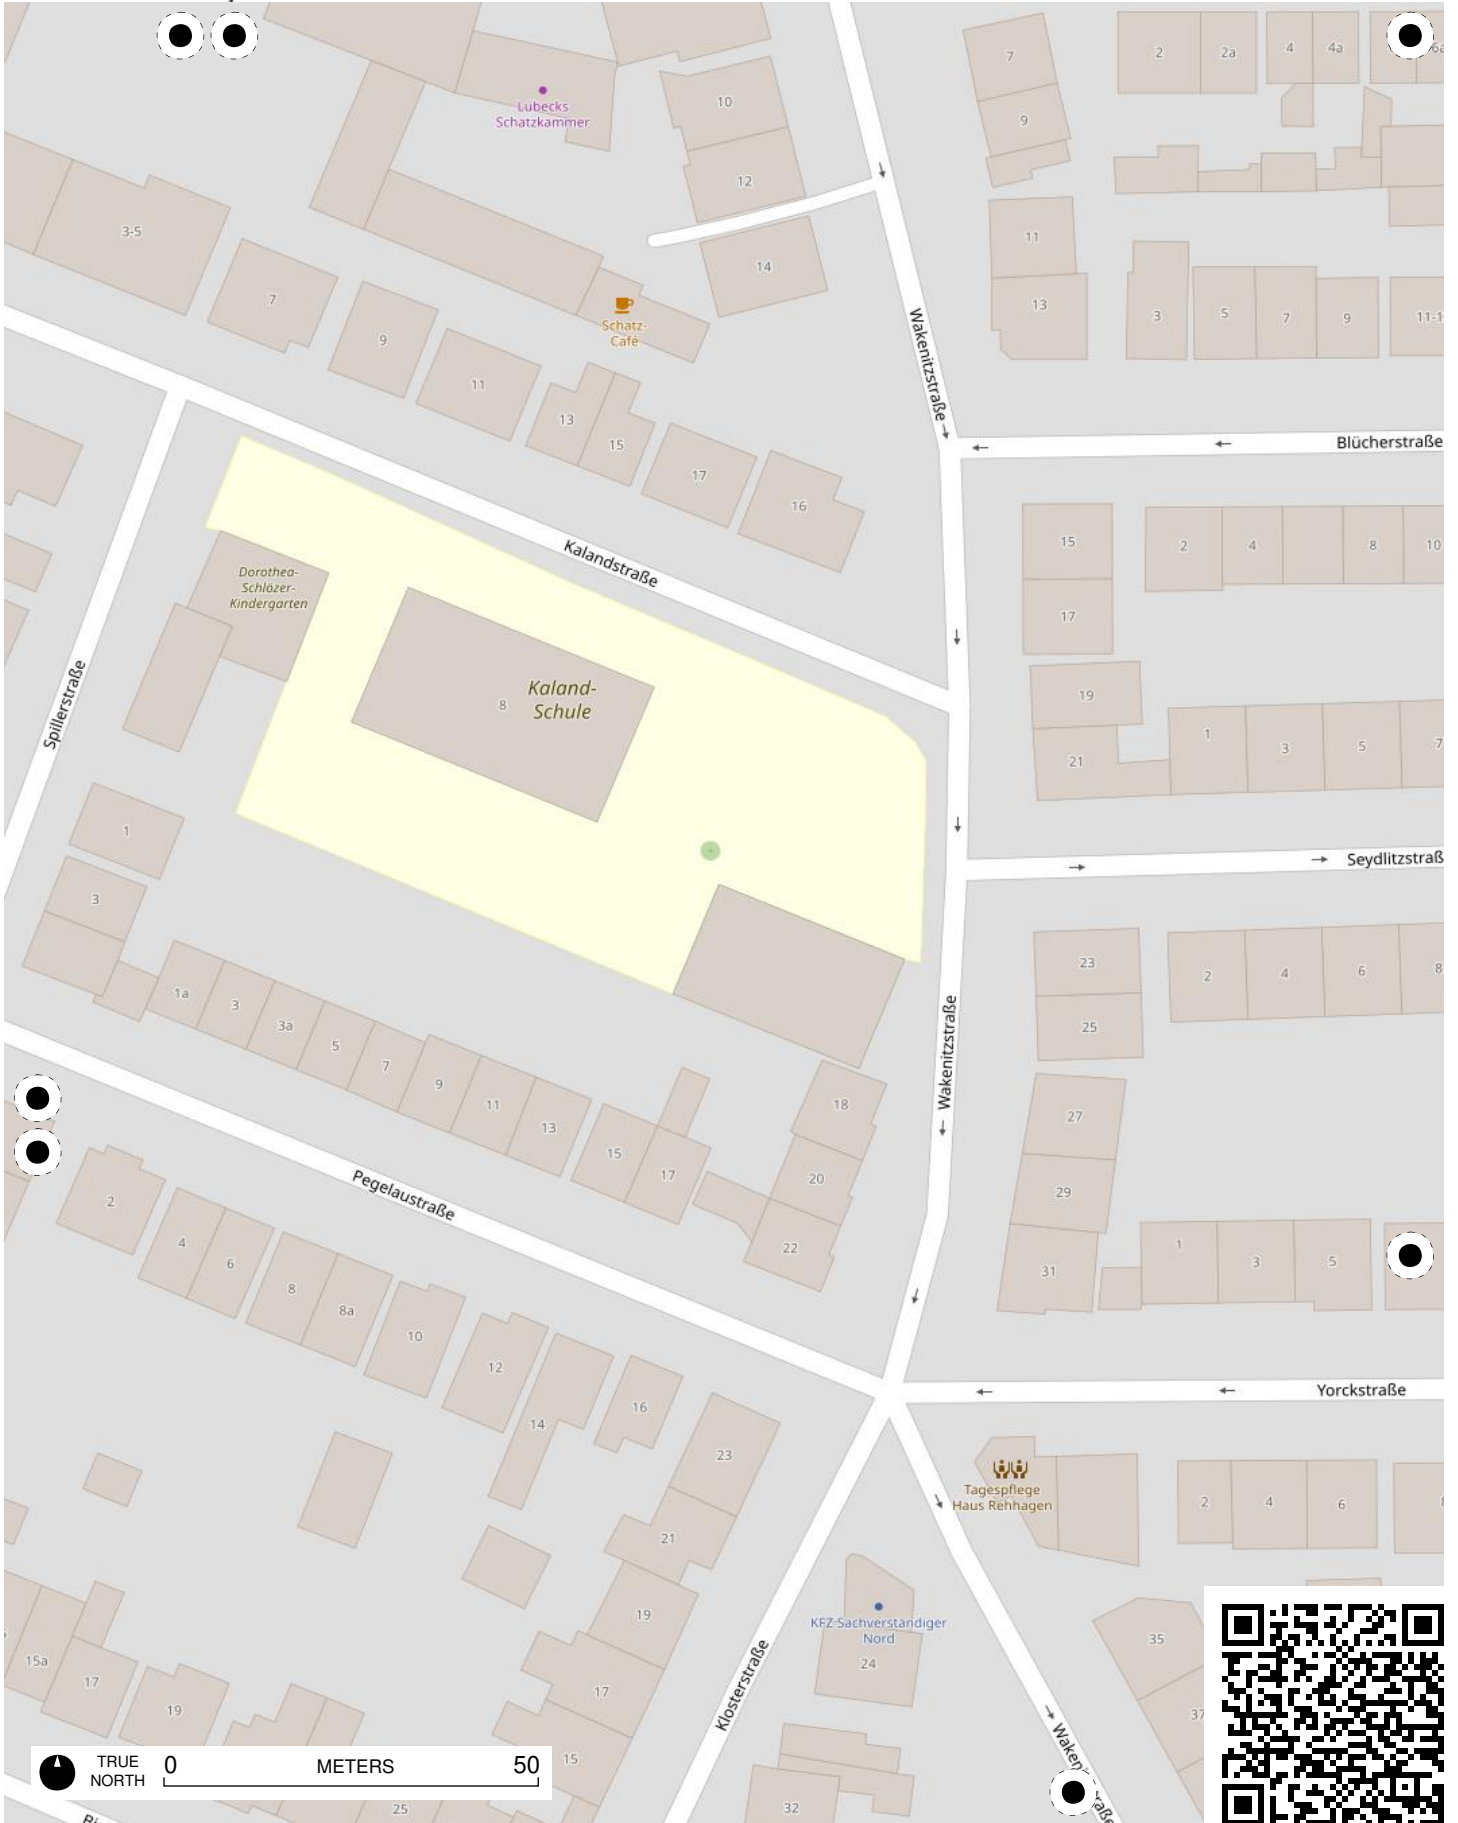 7
2
2a
4
4a
6a
Lübecks
Schatzkammer
10
9
12
3-5
11
14
7
13
3
5
7
9
Schatz-
Café
9
11
13
15
17
16
Wakenitzstraße
Blücherstraße
Kalandstraße
15
2
4
8
10
17
Dorothea-
Schlözer-
Kindergarten
Kaland-
Schule
8
Spillerstraße
19
21
1
3
5
7
1
3
Seydlitzstraß
23
2
4
6
8
25
1a
3
3a
5
7
9
11
13
15
17
Wakenitzstraße
18
20
22
27
29
31
1
3
5
Pegelaustraße
2
4
6
8
8a
10
12
14
16
Yorckstraße
23
21
19
17
15
Tagespflege
Haus Rehhagen
2
4
6
KFZ-Sachverständiger
Nord
24
35
37
Klosterstraße
15a
17
19
25
32
TRUE
NORTH
0
METERS
50